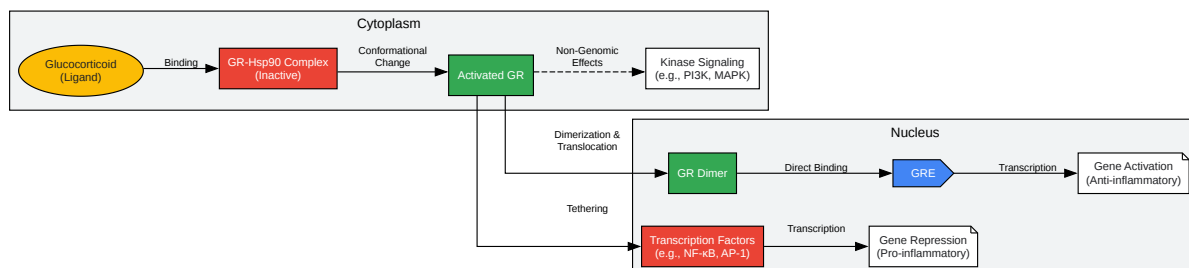 Cytoplasm
Glucocorticoid
(Ligand)
Binding
GR-Hsp90 Complex
(Inactive)
Conformational
Change
Activated GR
Non-Genomic
Effects
Kinase Signaling
(e.g., PI3K, MAPK)
Dimerization &
Translocation
Nucleus
GR Dimer
Direct Binding
GRE
Transcription
Gene Activation
(Anti-inflammatory)
Tethering
Transcription Factors
(e.g., NF-κB, AP-1)
Transcription
Gene Repression
(Pro-inflammatory)